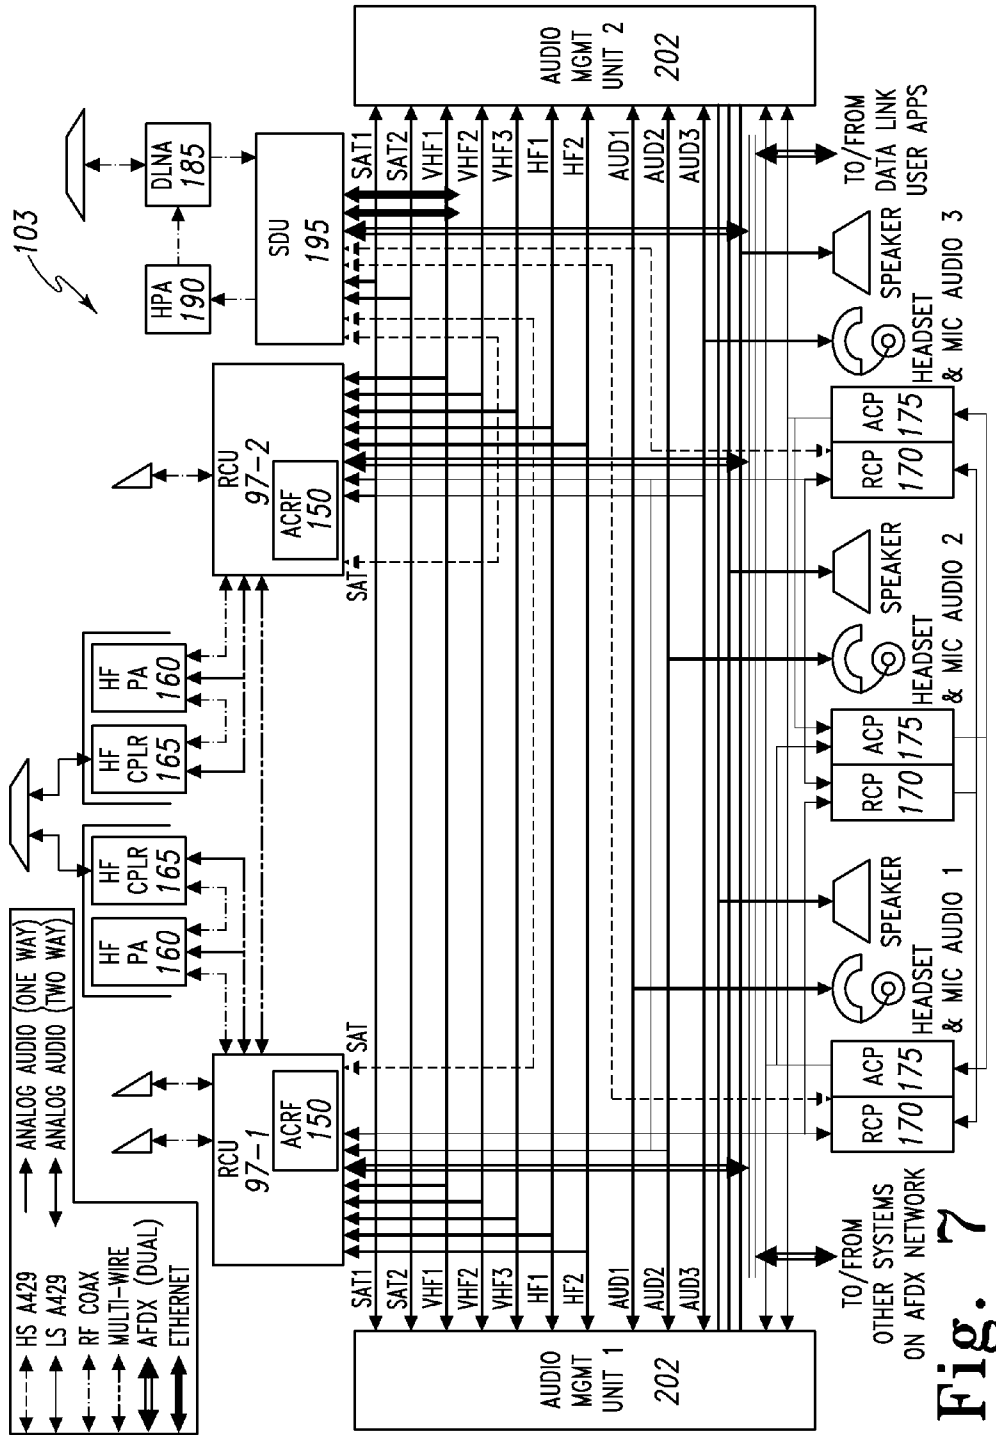 HS A429
LS A429
RF COAX
MULTI-WIRE
AFDX (DUAL)
ETHERNET
ANALOG AUDIO (ONE WAY)
ANALOG AUDIO (TWO WAY)
103
HF
PA
160
HF
CPLR
165
HF
CPLR
165
HF
PA
160
HPA
190
DLNA
185
RCU
97-1
ACRF
150
SAT
RCU
97-2
ACRF
150
SAT
SDU
195
AUDIO
MGMT
UNIT 1
202
SAT1
SAT2
VHF1
VHF2
VHF3
HF1
HF2
AUD1
AUD2
AUD3
SAT1
SAT2
VHF1
VHF2
VHF3
HF1
HF2
AUD1
AUD2
AUD3
AUDIO
MGMT
UNIT 2
202
TO/FROM
OTHER SYSTEMS
ON AFDX NETWORK
RCP
170
ACP
175
HEADSET
& MIC AUDIO 1
SPEAKER
RCP
170
ACP
175
HEADSET
& MIC AUDIO 2
SPEAKER
RCP
170
ACP
175
HEADSET
& MIC AUDIO 3
SPEAKER
TO/FROM
DATA LINK
USER APPS
Fig. 7